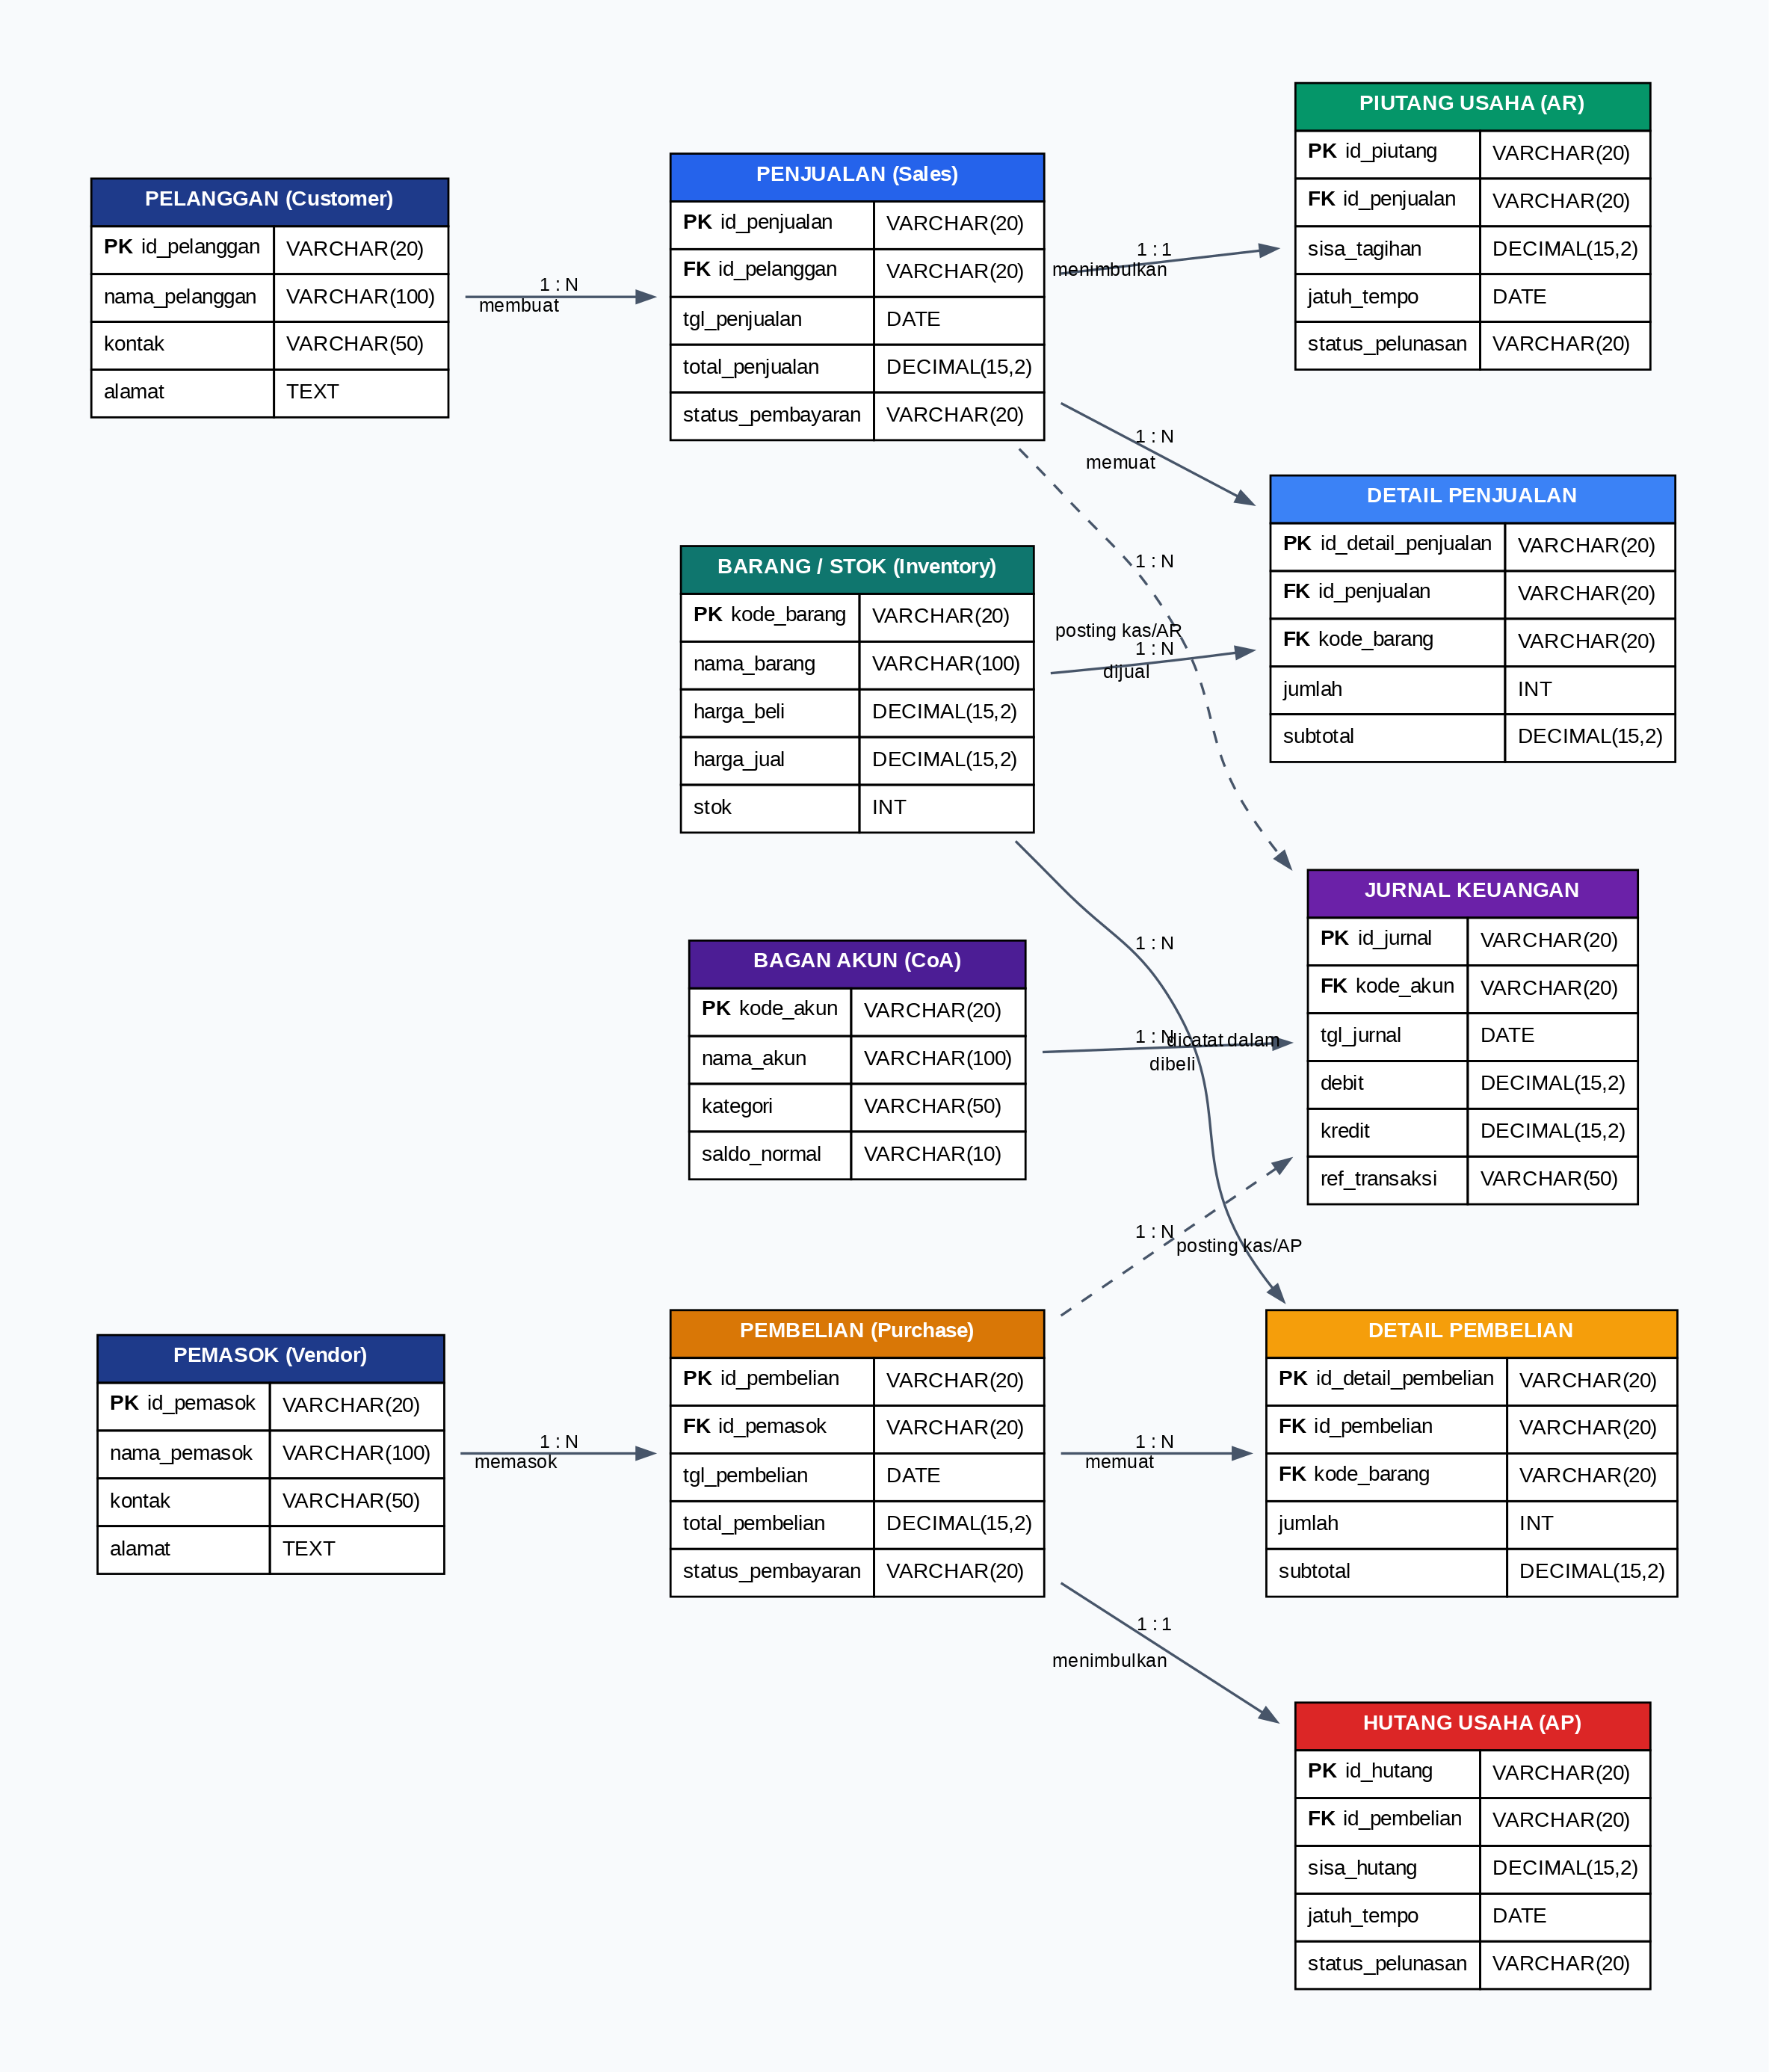 PELANGGAN (Customer)
PK id_pelanggan VARCHAR(20)
nama_pelanggan VARCHAR(100)
kontak VARCHAR(50)
alamat TEXT
1 : N
membuat
PENJUALAN (Sales)
PK id_penjualan VARCHAR(20)
FK id_pelanggan VARCHAR(20)
tgl_penjualan DATE
total_penjualan DECIMAL(15,2)
status_pembayaran VARCHAR(20)
1 : 1
menimbulkan
PIUTANG USAHA (AR)
PK id_piutang VARCHAR(20)
FK id_penjualan VARCHAR(20)
sisa_tagihan DECIMAL(15,2)
jatuh_tempo DATE
status_pelunasan VARCHAR(20)
1 : N
memuat
DETAIL PENJUALAN
PK id_detail_penjualan VARCHAR(20)
FK id_penjualan VARCHAR(20)
FK kode_barang VARCHAR(20)
jumlah INT
subtotal DECIMAL(15,2)
1 : N
posting kas/AR
BARANG / STOK (Inventory)
PK kode_barang VARCHAR(20)
nama_barang VARCHAR(100)
harga_beli DECIMAL(15,2)
harga_jual DECIMAL(15,2)
stok INT
1 : N
dijual
1 : N
dibeli
BAGAN AKUN (CoA)
PK kode_akun VARCHAR(20)
nama_akun VARCHAR(100)
kategori VARCHAR(50)
saldo_normal VARCHAR(10)
1 : N
dicatat dalam
JURNAL KEUANGAN
PK id_jurnal VARCHAR(20)
FK kode_akun VARCHAR(20)
tgl_jurnal DATE
debit DECIMAL(15,2)
kredit DECIMAL(15,2)
ref_transaksi VARCHAR(50)
1 : N
posting kas/AP
PEMASOK (Vendor)
PK id_pemasok VARCHAR(20)
nama_pemasok VARCHAR(100)
kontak VARCHAR(50)
alamat TEXT
1 : N
memasok
PEMBELIAN (Purchase)
PK id_pembelian VARCHAR(20)
FK id_pemasok VARCHAR(20)
tgl_pembelian DATE
total_pembelian DECIMAL(15,2)
status_pembayaran VARCHAR(20)
1 : N
memuat
DETAIL PEMBELIAN
PK id_detail_pembelian VARCHAR(20)
FK id_pembelian VARCHAR(20)
FK kode_barang VARCHAR(20)
jumlah INT
subtotal DECIMAL(15,2)
1 : 1
menimbulkan
HUTANG USAHA (AP)
PK id_hutang VARCHAR(20)
FK id_pembelian VARCHAR(20)
sisa_hutang DECIMAL(15,2)
jatuh_tempo DATE
status_pelunasan VARCHAR(20)